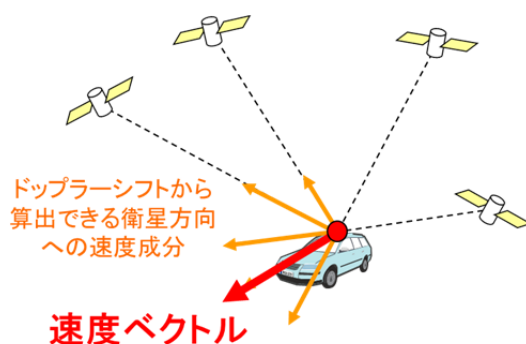 ドップラーシフトから
算出できる衛星方向
への速度成分
速度ベクトル